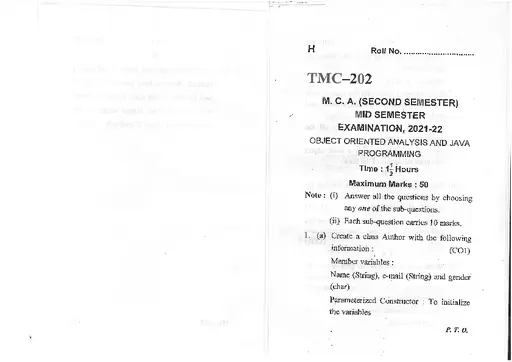 H Roll No. ..............................
TMC–202
M. C. A. (SECOND SEMESTER)
MID SEMESTER
EXAMINATION, 2021-22
OBJECT ORIENTED ANALYSIS AND JAVA
PROGRAMMING
Time : 1½ Hours
Maximum Marks : 50
Note : (i) Answer all the questions by choosing
any one of the sub-questions.
(ii) Each sub-question carries 10 marks.
1. (a) Create a class Author with the following
information : (CO1)
Member variables :
Name (String), e-mail (String) and gender
(char)
Parameterized Constructor : To initialize
the variables
P. T. O.